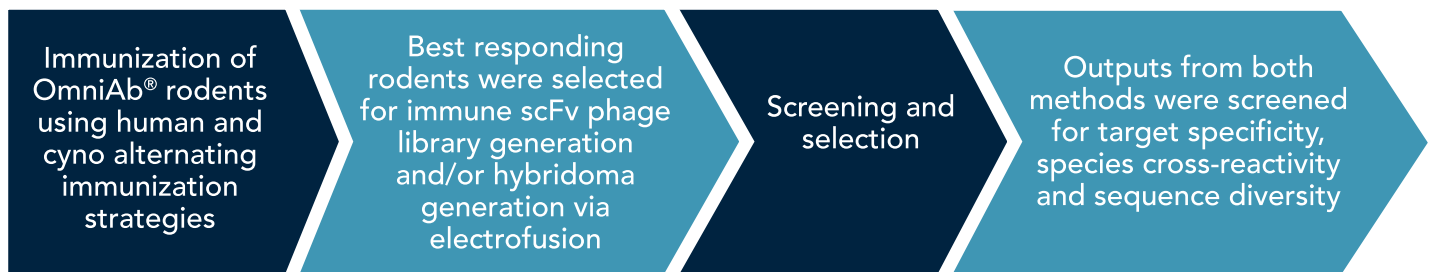 Immunization of
OmniAb® rodents
using human and
cyno alternating
immunization
strategies
Best responding
rodents were selected
for immune scFv phage
library generation
and/or hybridoma
generation via
electrofusion
Screening and
selection
Outputs from both
methods were screened
for target specificity,
species cross-reactivity
and sequence diversity